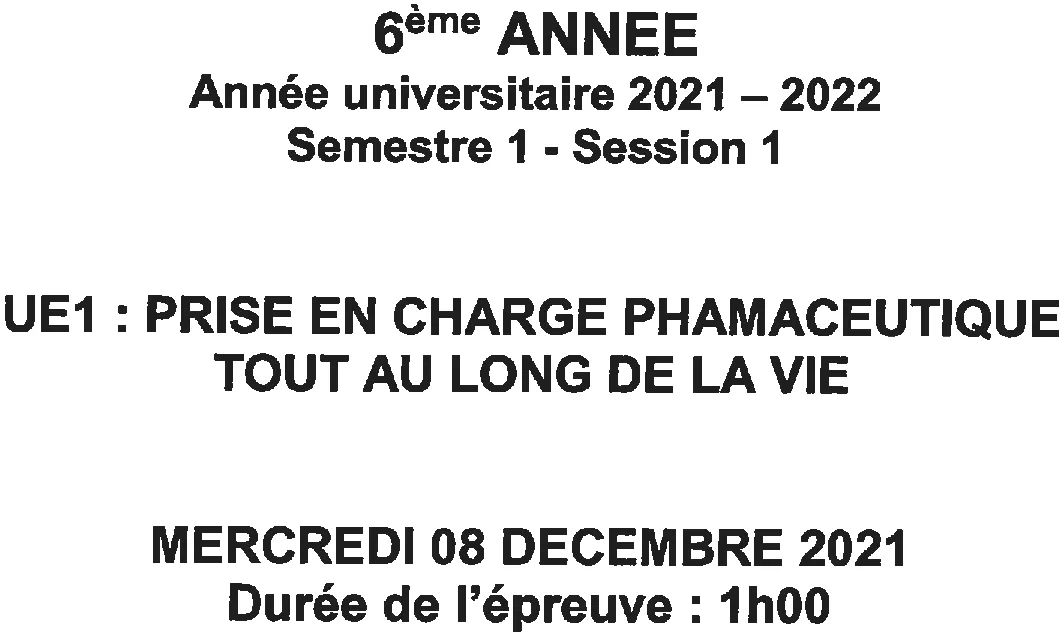 6ème ANNEE
Année universitaire 2021 – 2022
Semestre 1 - Session 1
UE1 : PRISE EN CHARGE PHAMACEUTIQUE
TOUT AU LONG DE LA VIE
MERCREDI 08 DECEMBRE 2021
Durée de l'épreuve : 1h00